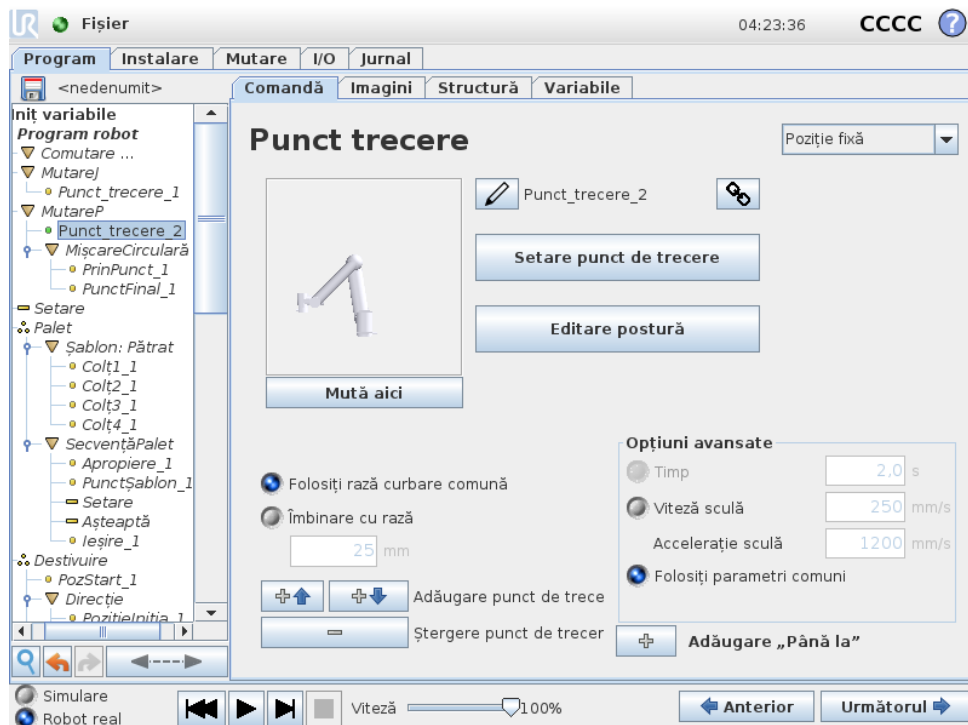 UR Fișier 04:23:36 CCCC ?
Program Instalare Mutare I/O Jurnal
<nedenumit> Comandă Imagini Structură Variabile
Iniț variabile
Program robot
Comutare ...
MutareJ
Punct_trecere_1
MutareP
Punct_trecere_2
MișcareCirculară
PrinPunct_1
PunctFinal_1
Setare
Palet
Șablon: Pătrat
Colț1_1
Colț2_1
Colț3_1
Colț4_1
SecvențăPalet
Apropiere_1
PunctȘablon_1
Setare
Așteaptă
Ieșire_1
Destivuire
PozStart_1
Direcție
PozițieIniția_1
Punct trecere
Poziție fixă
Punct_trecere_2
Setare punct de trecere
Editare postură
Mută aici
Folosiți rază curbare comună
Îmbinare cu rază
25 mm
Adăugare punct de trece
Ștergere punct de trecer
Opțiuni avansate
Timp 2,0 s
Viteză sculă 250 mm/s
Accelerație sculă 1200 mm/s
Folosiți parametri comuni
Adăugare „Până la”
Simulare
Robot real
Viteză 100%
Anterior Următorul